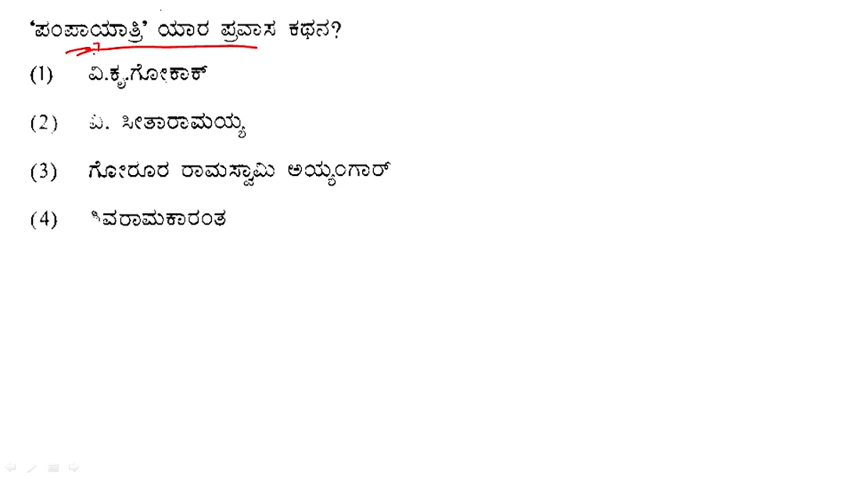 ‘ಪಂಪಾಯಾತ್ರಿ’ ಯಾರ ಪ್ರವಾಸ ಕಥನ?
(1) ವಿ.ಕೃ.ಗೋಕಾಕ್
(2) ವಿ. ಸೀತಾರಾಮಯ್ಯ
(3) ಗೋರೂರ ರಾಮಸ್ವಾಮಿ ಅಯ್ಯಂಗಾರ್
(4) ಶಿವರಾಮಕಾರಂತ